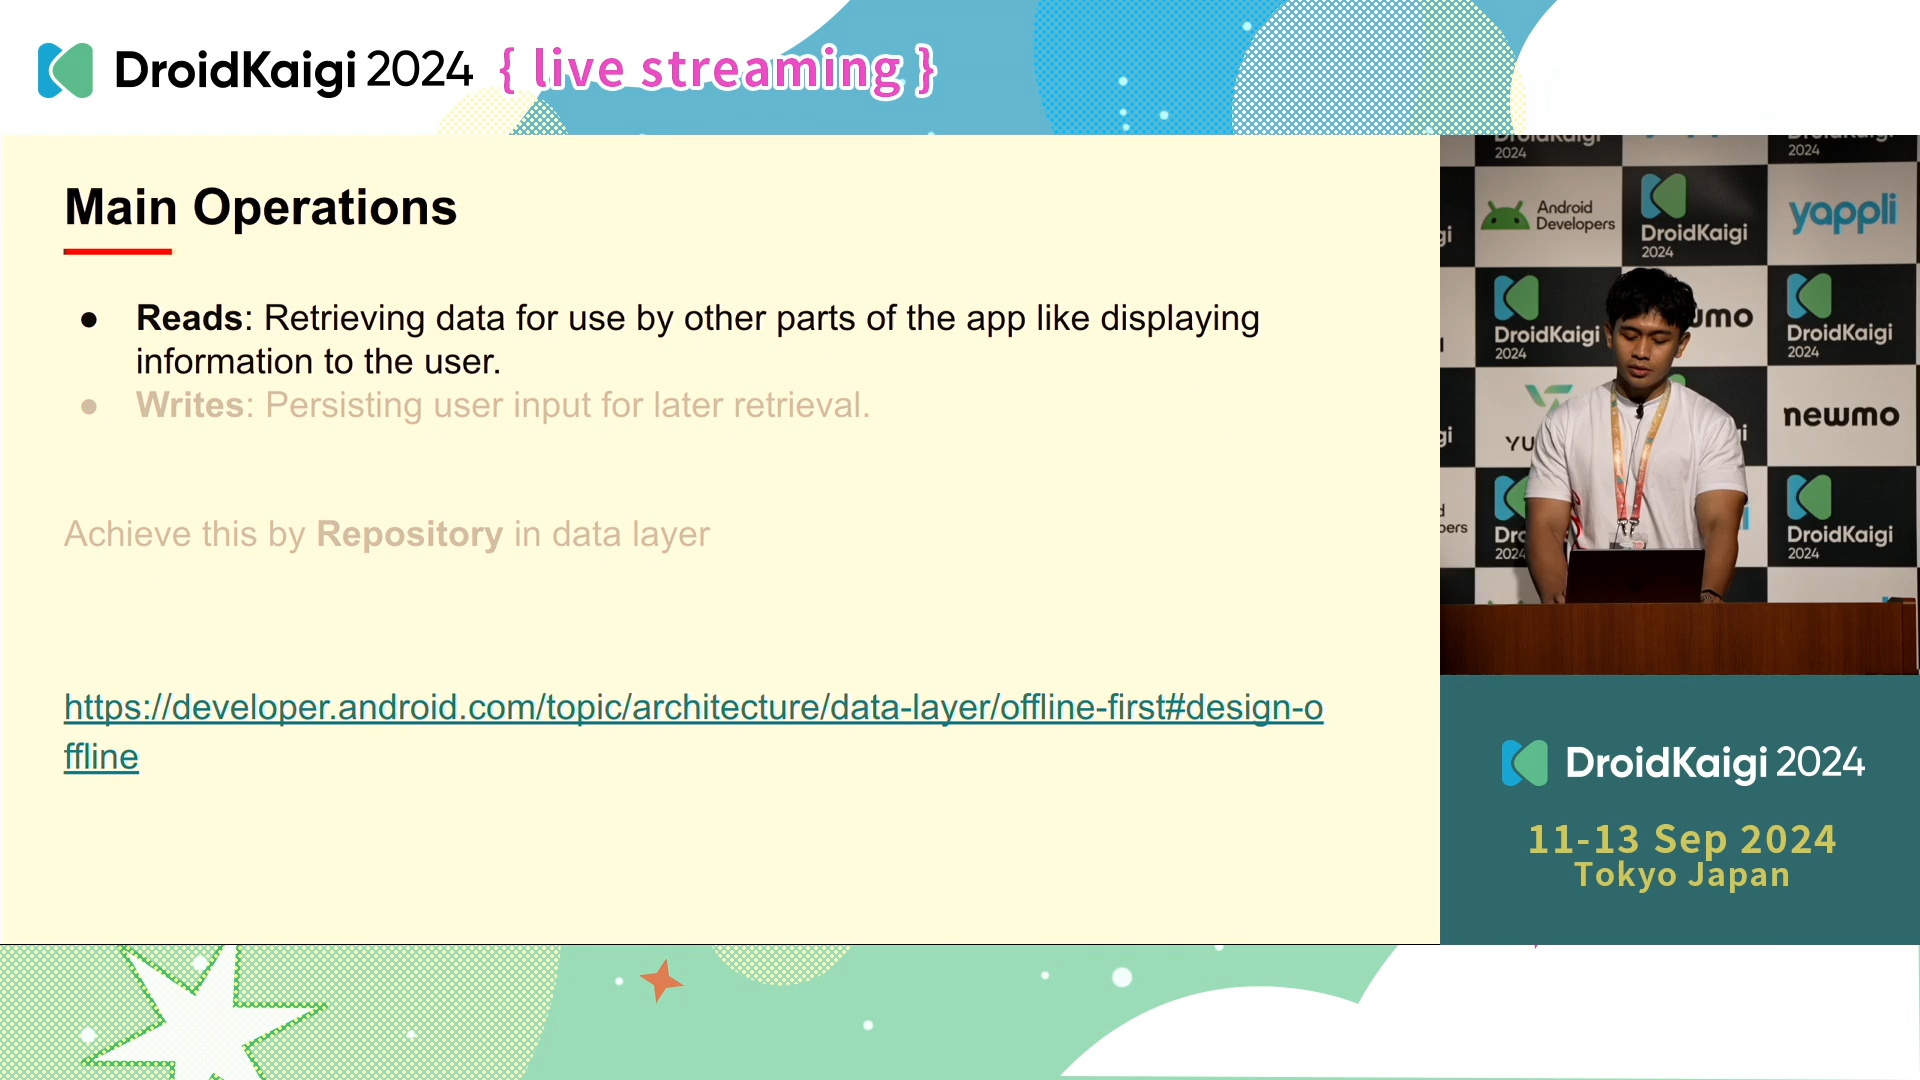 DroidKaigi 2024 { live streaming }
Main Operations
● Reads: Retrieving data for use by other parts of the app like displaying
information to the user.
● Writes: Persisting user input for later retrieval.
Achieve this by Repository in data layer
https://developer.android.com/topic/architecture/data-layer/offline-first#design-o
ffline
DroidKaigi
2024
2024
Android
Developers
DroidKaigi
2024
yappli
DroidKaigi
2024
DroidKaigi
2024
newmo
DroidKaigi
2024
DroidKaigi 2024
11-13 Sep 2024
Tokyo Japan